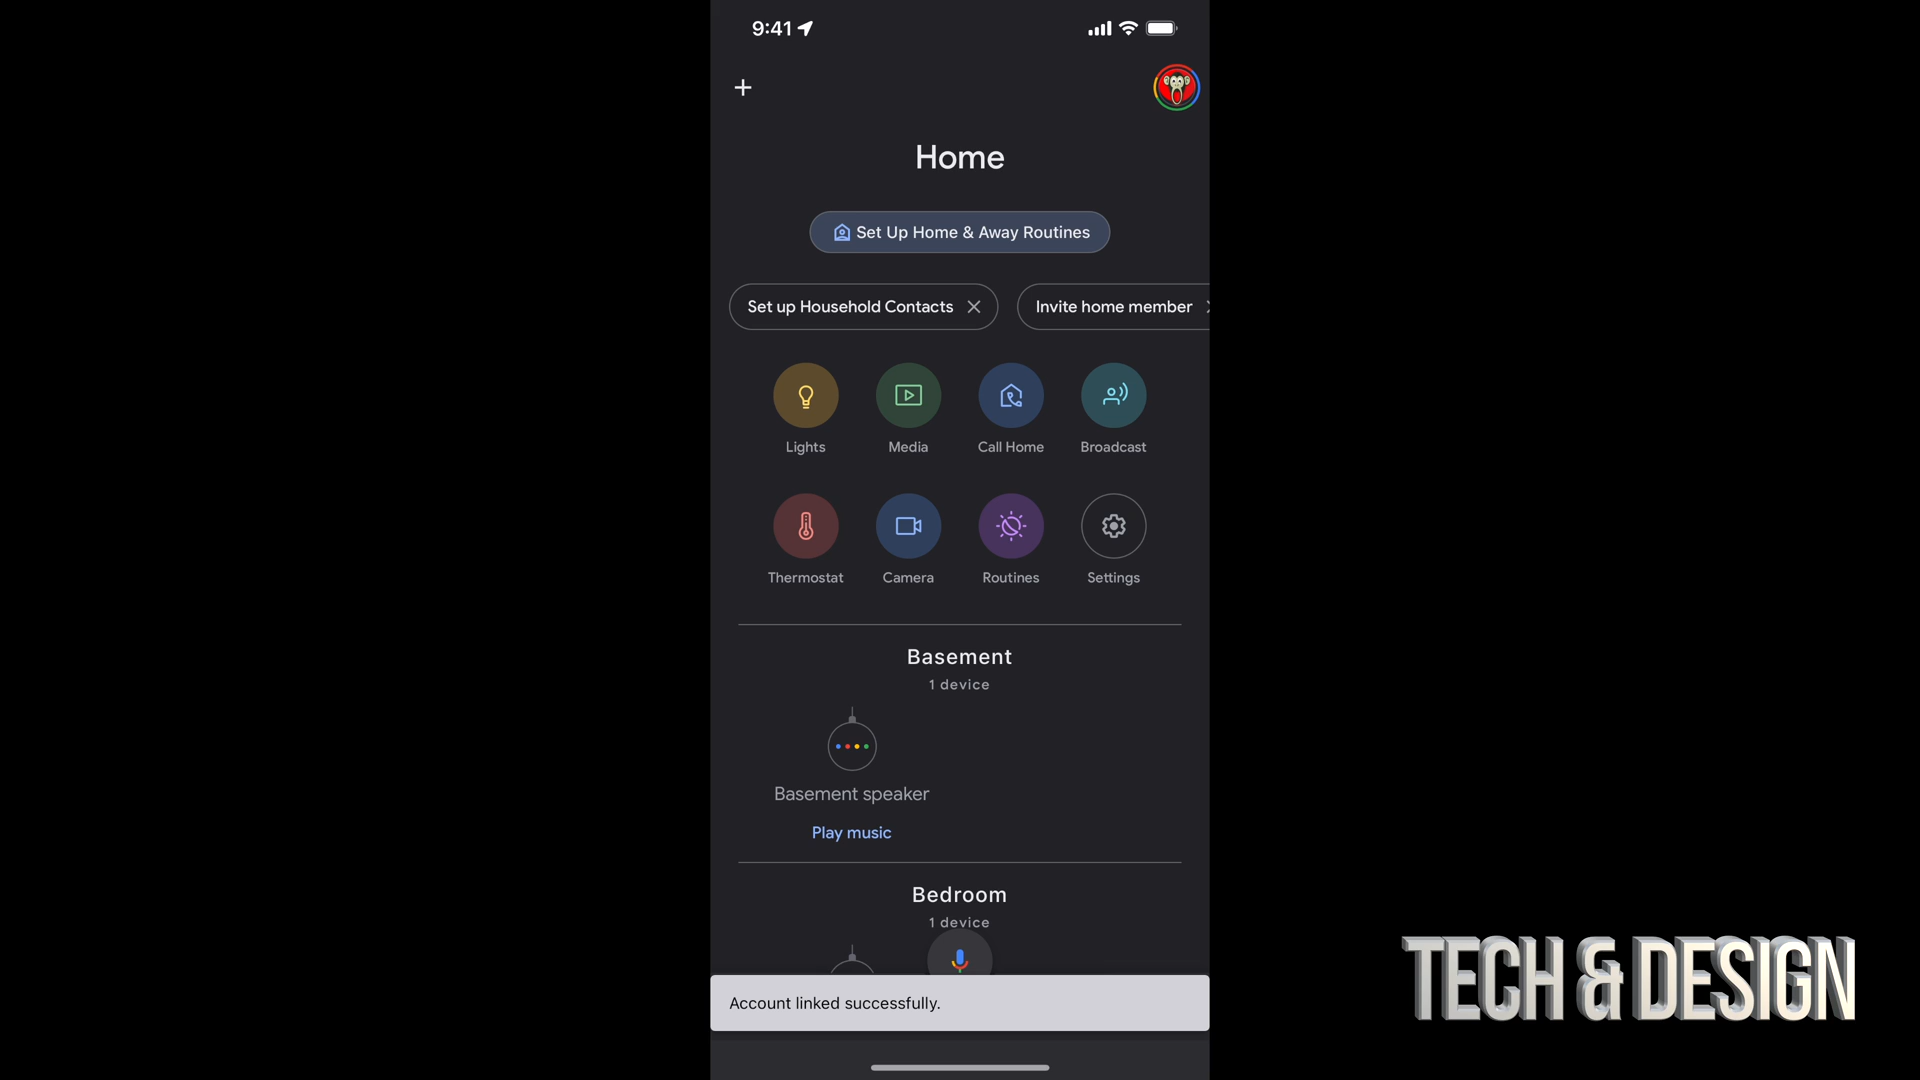 9:41
Home
Set Up Home & Away Routines
Set up Household Contacts
Invite home member
Lights
Media
Call Home
Broadcast
Thermostat
Camera
Routines
Settings
Basement
1 device
Basement speaker
Play music
Bedroom
1 device
Account linked successfully.
TECH & DESIGN